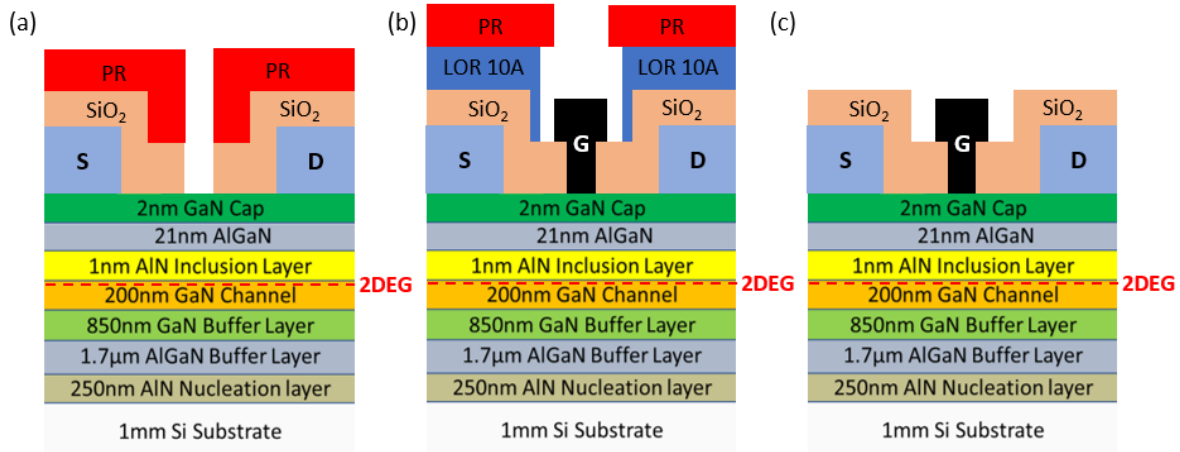 (a)
PR PR
SiO2 SiO2
S D
2nm GaN Cap
21nm AlGaN
1nm AlN Inclusion Layer
2DEG
200nm GaN Channel
850nm GaN Buffer Layer
1.7µm AlGaN Buffer Layer
250nm AlN Nucleation layer
1mm Si Substrate
(b)
PR PR
LOR 10A LOR 10A
SiO2 SiO2
G
S D
2nm GaN Cap
21nm AlGaN
1nm AlN Inclusion Layer
2DEG
200nm GaN Channel
850nm GaN Buffer Layer
1.7µm AlGaN Buffer Layer
250nm AlN Nucleation layer
1mm Si Substrate
(c)
SiO2 SiO2
G
S D
2nm GaN Cap
21nm AlGaN
1nm AlN Inclusion Layer
2DEG
200nm GaN Channel
850nm GaN Buffer Layer
1.7µm AlGaN Buffer Layer
250nm AlN Nucleation layer
1mm Si Substrate